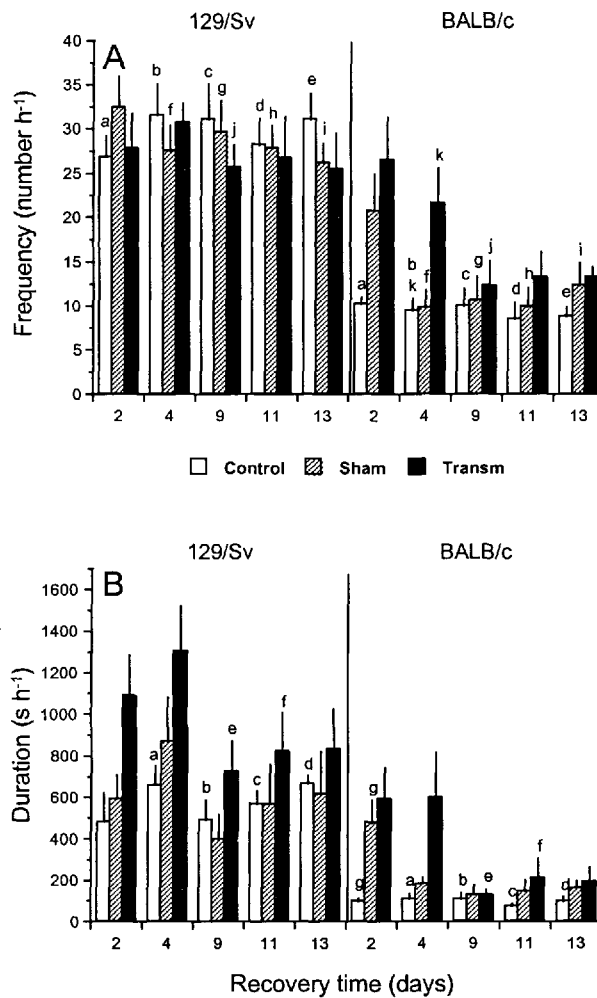 129/Sv BALB/c
A
40
35
30
25
20
15
10
5
0
Frequency (number h-1)
a b f c g j d h e i a b k f k c g j d h e i
2 4 9 11 13 2 4 9 11 13
Control Sham Transm
129/Sv BALB/c
B
1600
1400
1200
1000
800
600
400
200
0
Duration (s h-1)
a b e c f d g g a b e c f d
2 4 9 11 13 2 4 9 11 13
Recovery time (days)